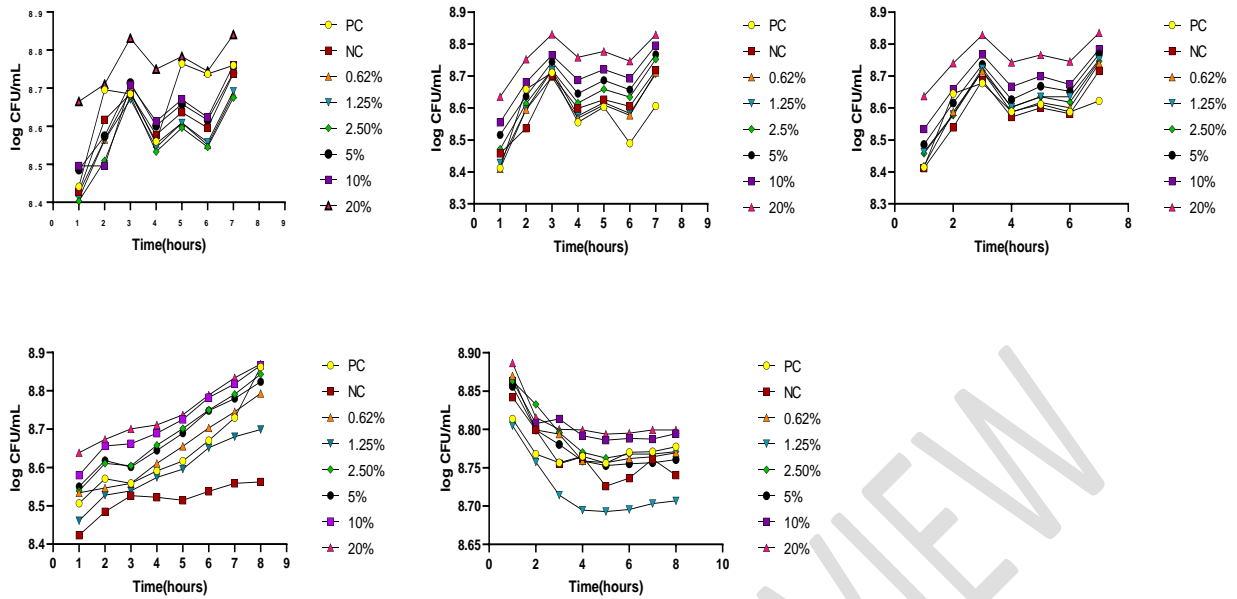 log CFU/mL
8.9
8.8
8.7
8.6
8.5
8.4
0 1 2 3 4 5 6 7 8 9
Time(hours)
PC
NC
0.62%
1.25%
2.50%
5%
10%
20%
log CFU/mL
8.9
8.8
8.7
8.6
8.5
8.4
8.3
0 1 2 3 4 5 6 7 8 9
Time(hours)
PC
NC
0.62%
1.25%
2.5%
5%
10%
20%
log CFU/mL
8.9
8.8
8.7
8.6
8.5
8.4
8.3
0 2 4 6 8
Time(hours)
PC
NC
0.62%
1.25%
2.50%
5%
10%
20%
log CFU/mL
8.9
8.8
8.7
8.6
8.5
8.4
0 1 2 3 4 5 6 7 8 9
Time(hours)
PC
NC
0.62%
1.25%
2.50%
5%
10%
20%
log CFU/mL
8.90
8.85
8.80
8.75
8.70
8.65
0 2 4 6 8 10
Time(hours)
PC
NC
0.62%
1.25%
2.50%
5%
10%
20%
VIEW